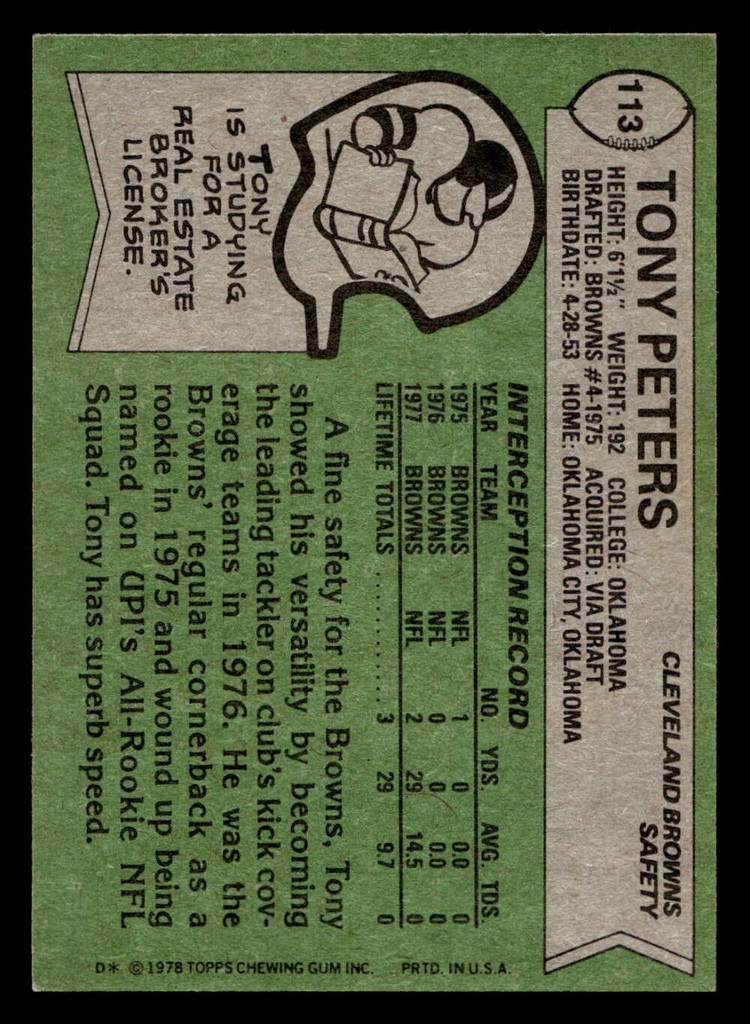 113
TONY PETERS
CLEVELAND BROWNS
SAFETY
HEIGHT: 6'1½" WEIGHT: 192 COLLEGE: OKLAHOMA
DRAFTED: BROWNS #4-1975 ACQUIRED: VIA DRAFT
BIRTHDATE: 4-28-53 HOME: OKLAHOMA CITY, OKLAHOMA
INTERCEPTION RECORD
YEAR TEAM NO. YDS. AVG. TDS.
1975 BROWNS NFL 1 0 0.0 0
1976 BROWNS NFL 0 0 0.0 0
1977 BROWNS NFL 2 29 14.5 0
LIFETIME TOTALS .......... 3 29 9.7 0
A fine safety for the Browns, Tony
showed his versatility by becoming
the leading tackler on club's kick cov-
erage teams in 1976. He was the
Browns' regular cornerback as a
rookie in 1975 and wound up being
named on UPI's All-Rookie NFL
Squad. Tony has superb speed.
TONY
IS STUDYING
FOR A
REAL ESTATE
BROKER'S
LICENSE.
D* © 1978 TOPPS CHEWING GUM INC. PRTD. IN U.S.A.